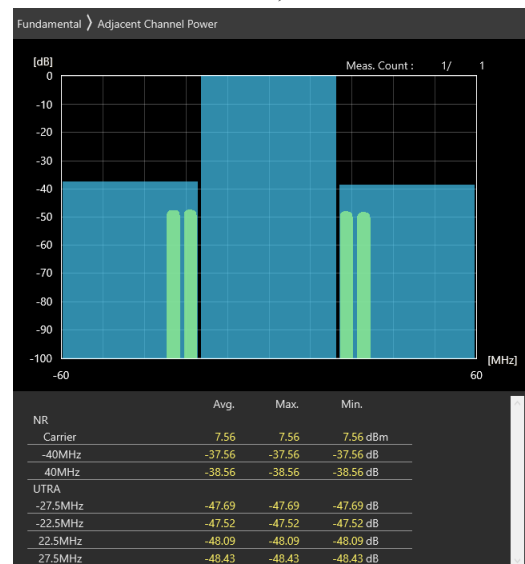 Fundamental 〉 Adjacent Channel Power
[dB]
Meas. Count : 1/ 1
0
-10
-20
-30
-40
-50
-60
-70
-80
-90
-100
[MHz]
-60 60
Avg. Max. Min.
NR
Carrier 7.56 7.56 7.56 dBm
-40MHz -37.56 -37.56 -37.56 dB
40MHz -38.56 -38.56 -38.56 dB
UTRA
-27.5MHz -47.69 -47.69 -47.69 dB
-22.5MHz -47.52 -47.52 -47.52 dB
22.5MHz -48.09 -48.09 -48.09 dB
27.5MHz -48.43 -48.43 -48.43 dB